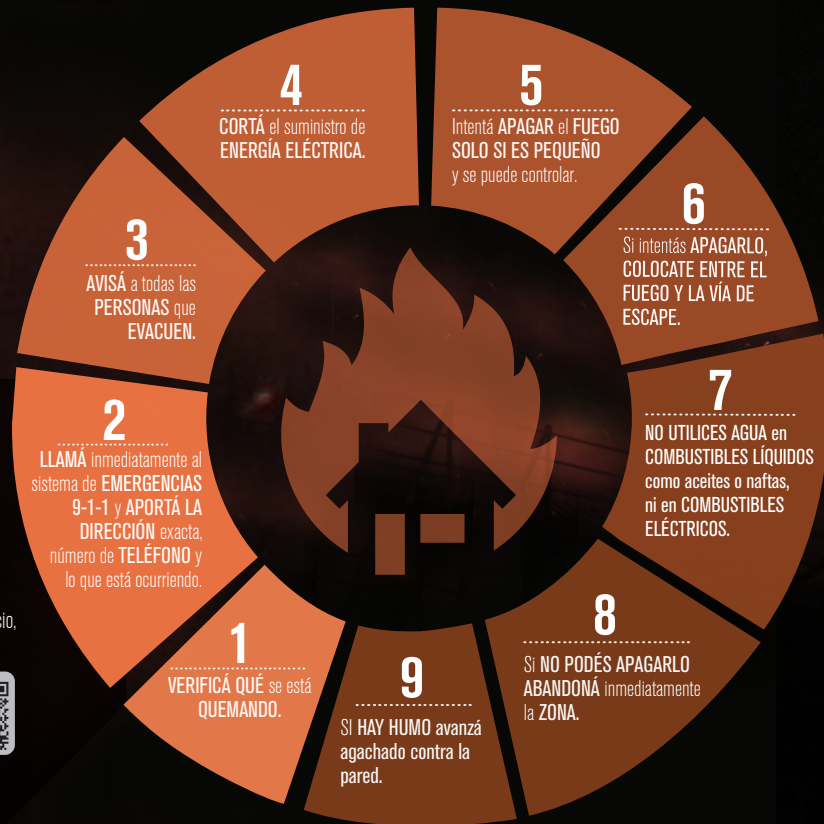 1
VERIFICÁ QUÉ se está
QUEMANDO.
2
LLAMÁ inmediatamente al
sistema de EMERGENCIAS
9-1-1 y APORTÁ LA
DIRECCIÓN exacta,
número de TELÉFONO y
lo que está ocurriendo.
3
AVISÁ a todas las
PERSONAS que
EVACUEN.
4
CORTÁ el suministro de
ENERGÍA ELÉCTRICA.
5
Intentá APAGAR el FUEGO
SOLO SI ES PEQUEÑO
y se puede controlar.
6
Si intentás APAGARLO,
COLOCATE ENTRE EL
FUEGO Y LA VÍA DE
ESCAPE.
7
NO UTILICES AGUA en
COMBUSTIBLES LÍQUIDOS
como aceites o naftas,
ni en COMBUSTIBLES
ELÉCTRICOS.
8
Si NO PODÉS APAGARLO
ABANDONÁ inmediatamente
la ZONA.
9
SI HAY HUMO avanzá
agachado contra la
pared.